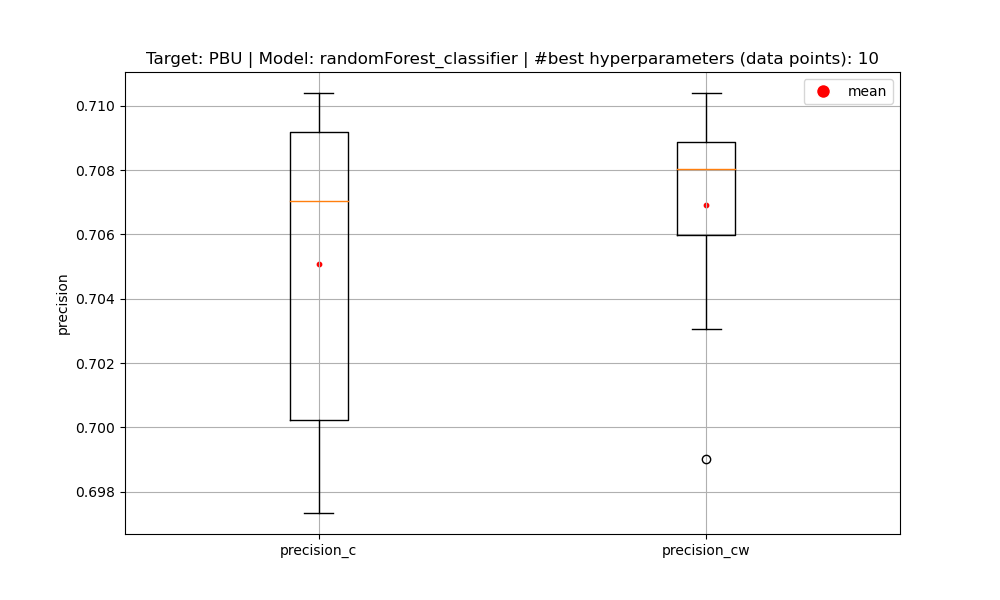 Target: PBU | Model: randomForest_classifier | #best hyperparameters (data points): 10
mean
0.710
0.708
0.706
0.704
0.702
0.700
0.698
precision
precision_c
precision_cw